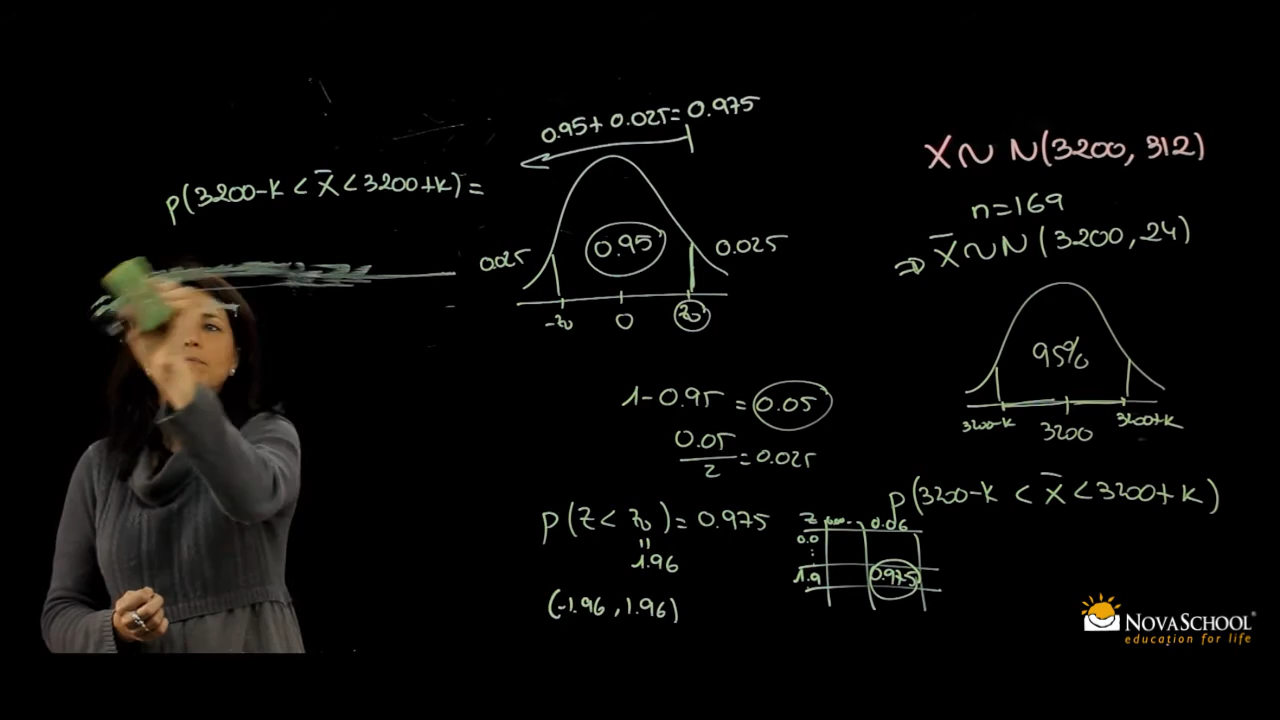 0.95 + 0.025 = 0.975
P(3200-k < X̄ < 3200+k) =
0.025 0.95 0.025
-z₀ 0 z₀
1-0.95 = 0.05
0.05
2
=0.025
P(Z < z₀) = 0.975
"
1.96
(-1.96, 1.96)
X ~ N(3200, 312)
n=169
⇒ X̄ ~ N(3200, 24)
95%
3200-k 3200 3200+k
P(3200-k < X̄ < 3200+k)
Z 0.00... 0.06
0.0
⋮
1.9 0.975
NOVASCHOOL®
education for life